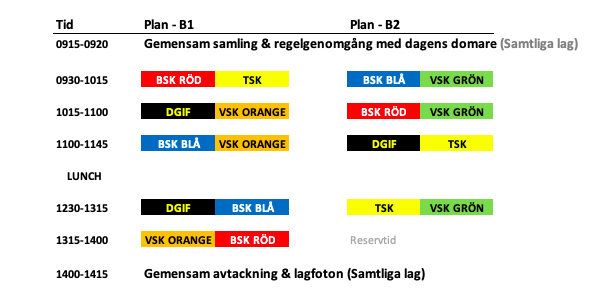 Tid Plan - B1 Plan - B2
0915-0920 Gemensam samling & regelgenomgång med dagens domare (Samtliga lag)
0930-1015 BSK RÖD TSK BSK BLÅ VSK GRÖN
1015-1100 DGIF VSK ORANGE BSK RÖD VSK GRÖN
1100-1145 BSK BLÅ VSK ORANGE DGIF TSK
LUNCH
1230-1315 DGIF BSK BLÅ TSK VSK GRÖN
1315-1400 VSK ORANGE BSK RÖD Reservtid
1400-1415 Gemensam avtackning & lagfoton (Samtliga lag)